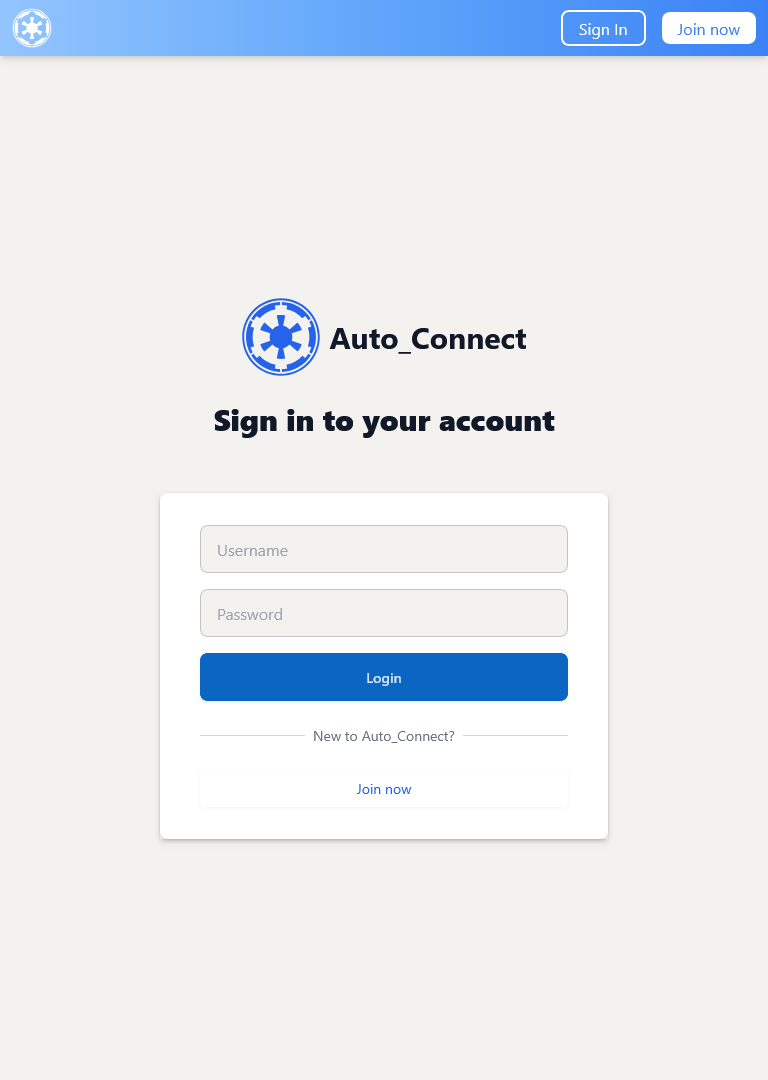 Sign In
Join now
Auto_Connect
Sign in to your account
Username
Password
Login
New to Auto_Connect?
Join now